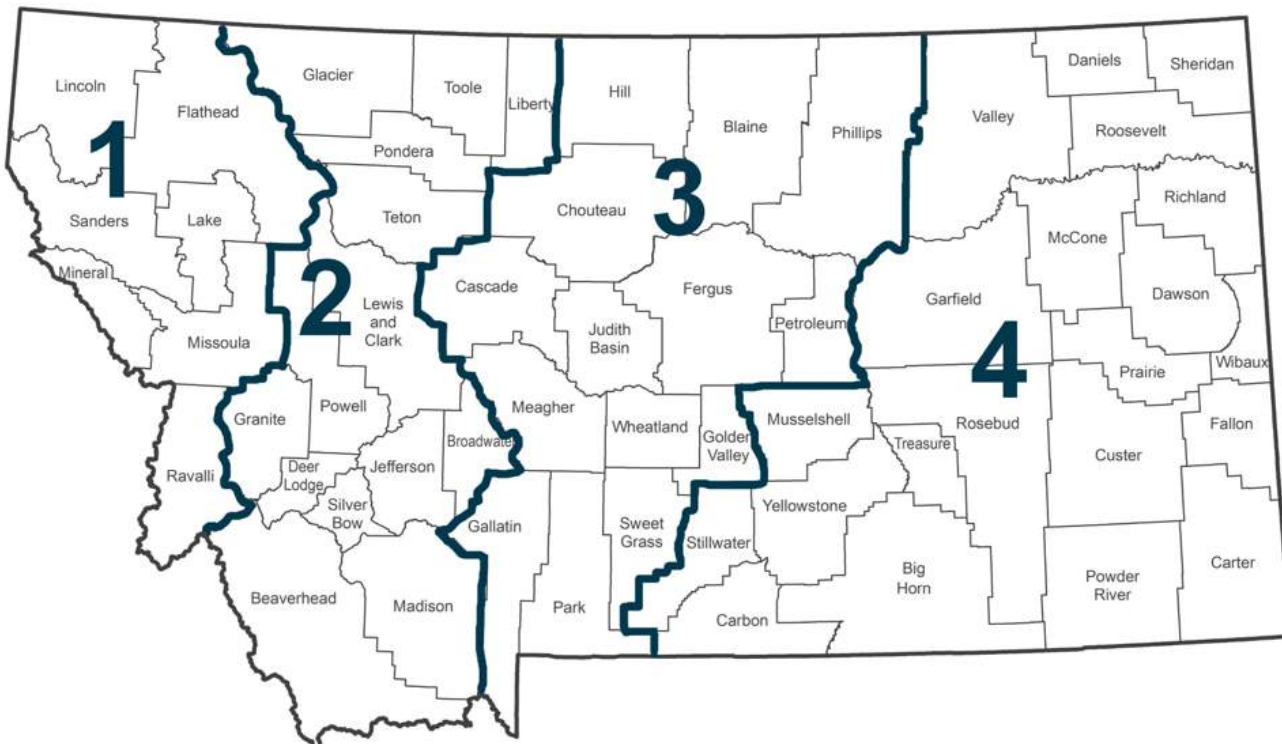 Lincoln
Flathead
1
Sanders
Lake
Mineral
Missoula
Ravalli
Glacier
Toole
Liberty
Pondera
Teton
2
Lewis
and
Clark
Powell
Granite
Deer
Lodge
Silver
Bow
Jefferson
Broadwater
Beaverhead
Madison
Hill
Blaine
Phillips
Chouteau
3
Cascade
Judith
Basin
Fergus
Petroleum
Meagher
Wheatland
Golden
Valley
Gallatin
Park
Sweet
Grass
Valley
Daniels
Sheridan
Roosevelt
Richland
McCone
Garfield
Dawson
4
Prairie
Wibaux
Musselshell
Treasure
Rosebud
Custer
Fallon
Yellowstone
Stillwater
Carbon
Big
Horn
Powder
River
Carter